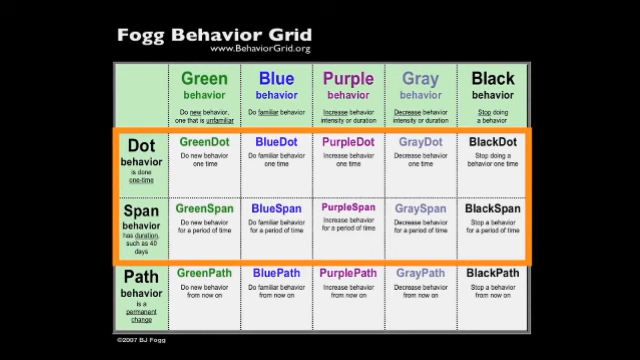 Fogg Behavior Grid
www.BehaviorGrid.org
Green Blue Purple Gray Black
behavior behavior behavior behavior behavior
Do new behavior, Do familiar behavior Increase behavior Decrease behavior Stop doing
one that is unfamiliar intensity or duration intensity or duration a behavior
Dot GreenDot BlueDot PurpleDot GrayDot BlackDot
behavior Do new behavior Do familiar behavior Increase behavior Decrease behavior Stop doing a
is done one time one time one time one time behavior one time
one-time
Span GreenSpan BlueSpan PurpleSpan GraySpan BlackSpan
behavior Do new behavior Do familiar behavior Increase behavior Decrease behavior Stop a behavior
has duration, for a period of time for a period of time for a period of time for a period of time for a period of time
such as 40
days
Path GreenPath BluePath PurplePath GrayPath BlackPath
behavior Do new behavior Do familiar behavior Increase behavior Decrease behavior Stop a behavior
is a from now on from now on from now on from now on from now on
permanent
change
©2007 BJ Fogg